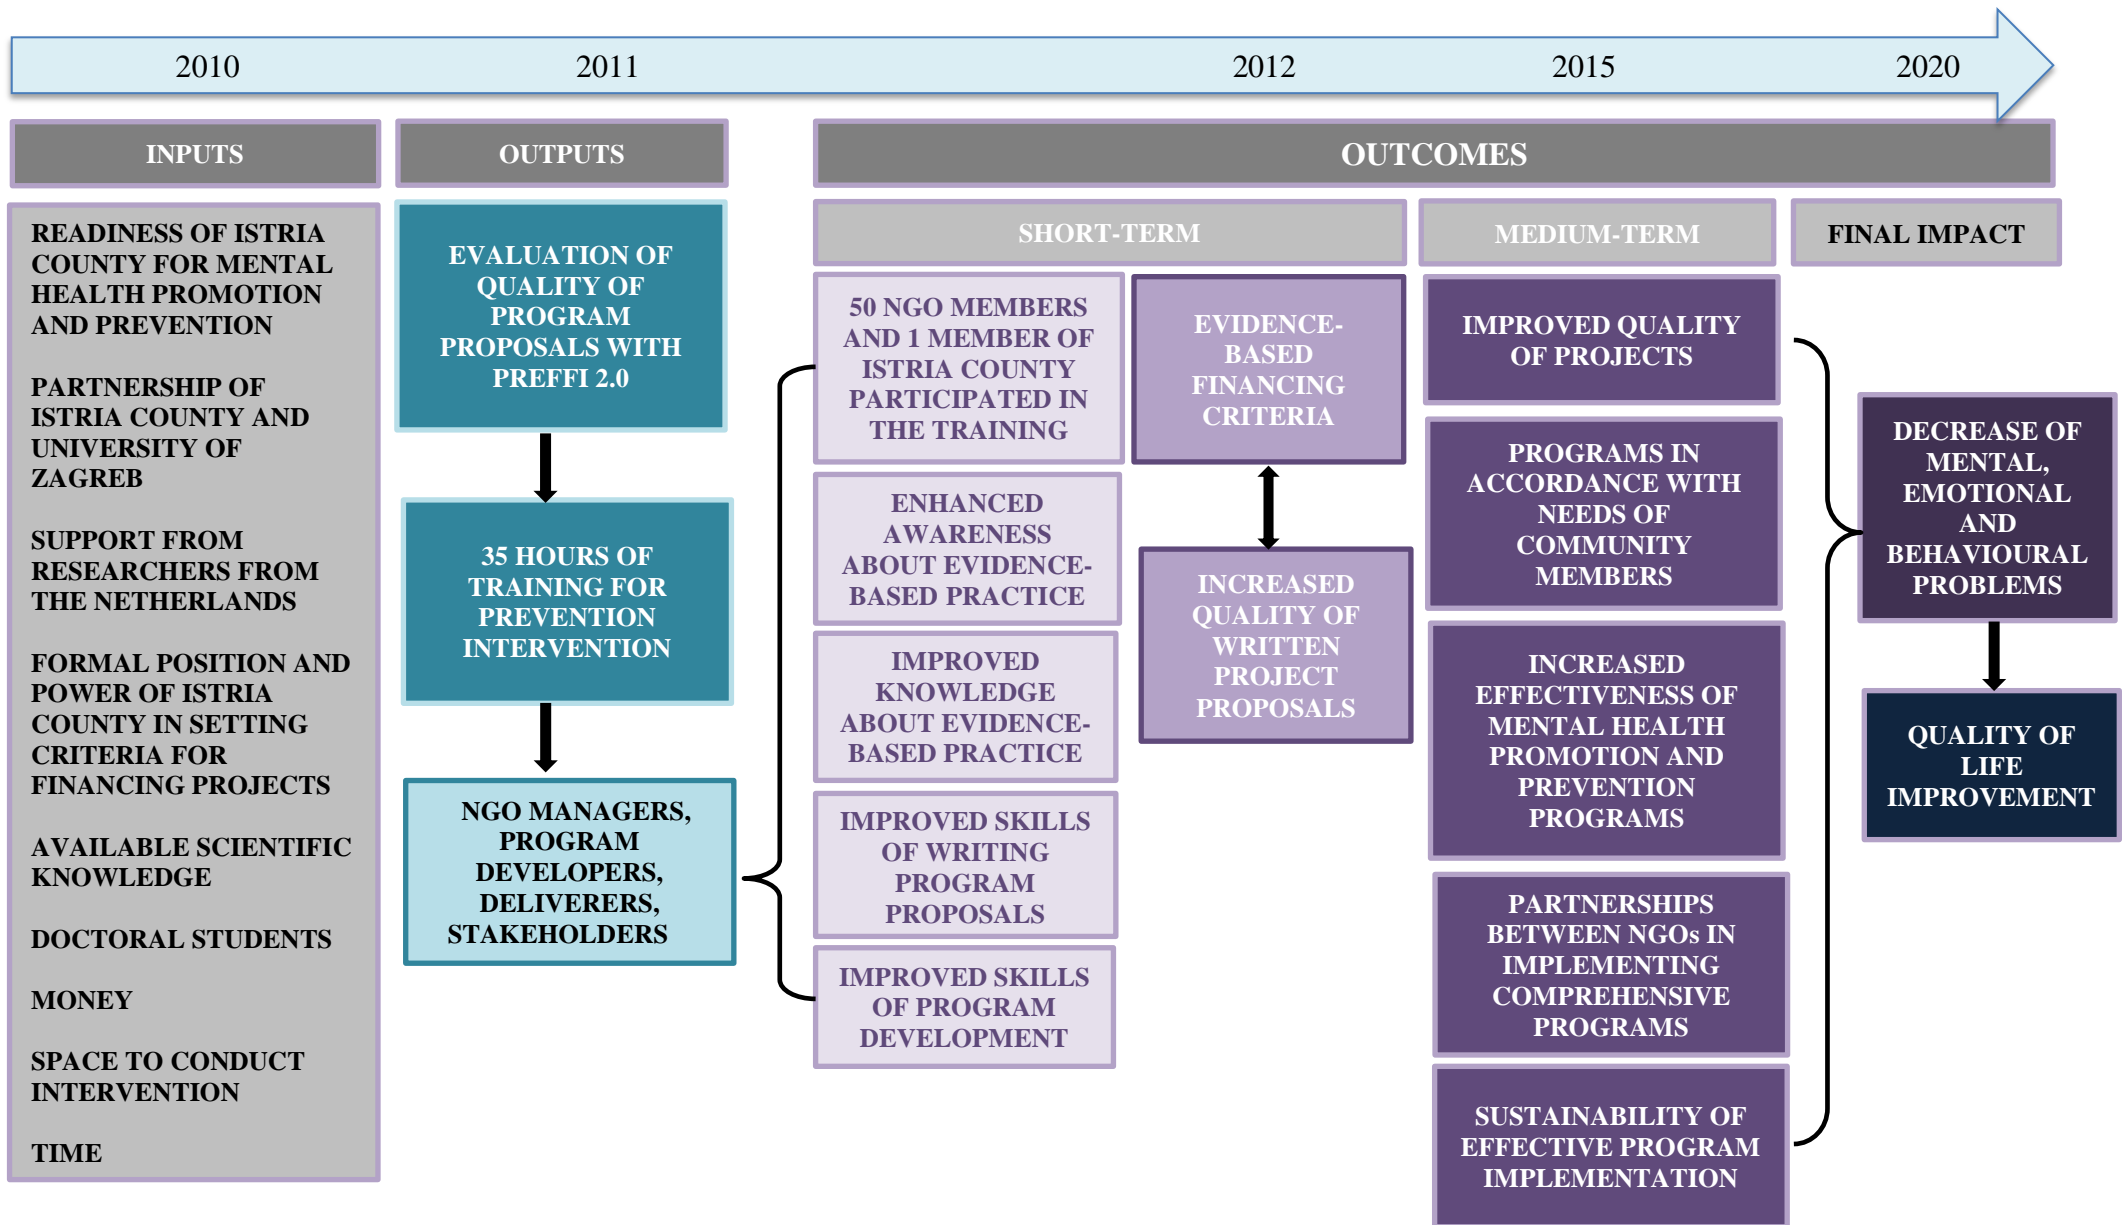 2010
2011
2012
2015
2020
INPUTS
OUTPUTS
OUTCOMES
READINESS OF ISTRIA
COUNTY FOR MENTAL
HEALTH PROMOTION
AND PREVENTION
PARTNERSHIP OF
ISTRIA COUNTY AND
UNIVERSITY OF
ZAGREB
SUPPORT FROM
RESEARCHERS FROM
THE NETHERLANDS
FORMAL POSITION AND
POWER OF ISTRIA
COUNTY IN SETTING
CRITERIA FOR
FINANCING PROJECTS
AVAILABLE SCIENTIFIC
KNOWLEDGE
DOCTORAL STUDENTS
MONEY
SPACE TO CONDUCT
INTERVENTION
TIME
EVALUATION OF
QUALITY OF
PROGRAM
PROPOSALS WITH
PREFFI 2.0
35 HOURS OF
TRAINING FOR
PREVENTION
INTERVENTION
NGO MANAGERS,
PROGRAM
DEVELOPERS,
DELIVERERS,
STAKEHOLDERS
SHORT-TERM
50 NGO MEMBERS
AND 1 MEMBER OF
ISTRIA COUNTY
PARTICIPATED IN
THE TRAINING
ENHANCED
AWARENESS
ABOUT EVIDENCE-
BASED PRACTICE
IMPROVED
KNOWLEDGE
ABOUT EVIDENCE-
BASED PRACTICE
IMPROVED SKILLS
OF WRITING
PROGRAM
PROPOSALS
IMPROVED SKILLS
OF PROGRAM
DEVELOPMENT
EVIDENCE-
BASED
FINANCING
CRITERIA
INCREASED
QUALITY OF
WRITTEN
PROJECT
PROPOSALS
MEDIUM-TERM
IMPROVED QUALITY
OF PROJECTS
PROGRAMS IN
ACCORDANCE WITH
NEEDS OF
COMMUNITY
MEMBERS
INCREASED
EFFECTIVENESS OF
MENTAL HEALTH
PROMOTION AND
PREVENTION
PROGRAMS
PARTNERSHIPS
BETWEEN NGOs IN
IMPLEMENTING
COMPREHENSIVE
PROGRAMS
SUSTAINABILITY OF
EFFECTIVE PROGRAM
IMPLEMENTATION
FINAL IMPACT
DECREASE OF
MENTAL,
EMOTIONAL
AND
BEHAVIOURAL
PROBLEMS
QUALITY OF
LIFE
IMPROVEMENT